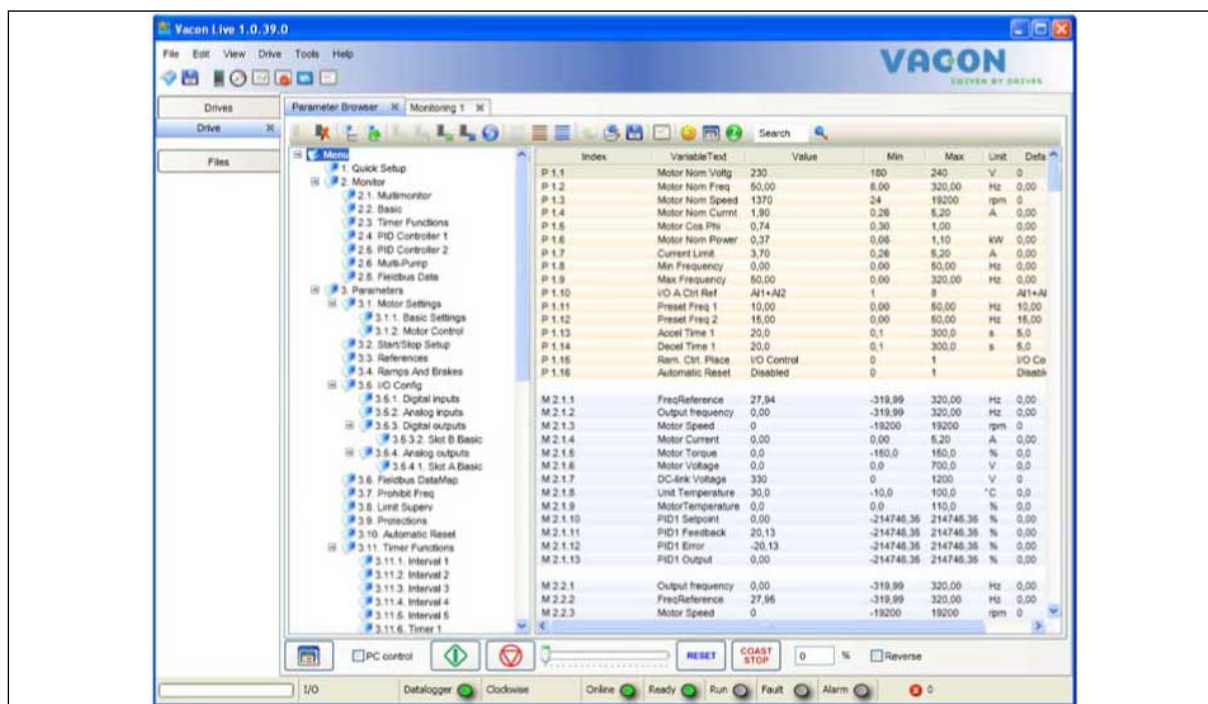 Vacon Live 1.0.39.0
File Edit View Drive Tools Help
VACON
DRIVEN BY DRIVES
Drives
Drive
Files
Parameter Browser Monitoring 1
Search
Menu
1. Quick Setup
2. Monitor
2.1. Multimonitor
2.2. Basic
2.3. Timer Functions
2.4. PID Controller 1
2.5. PID Controller 2
2.6. Multi-Pump
2.8. Fieldbus Data
3. Parameters
3.1. Motor Settings
3.1.1. Basic Settings
3.1.2. Motor Control
3.2. Start/Stop Setup
3.3. References
3.4. Ramps And Brakes
3.5. I/O Config
3.5.1. Digital inputs
3.5.2. Analog inputs
3.5.3. Digital outputs
3.5.3.2. Slot B Basic
3.5.4. Analog outputs
3.5.4.1. Slot A Basic
3.6. Fieldbus DataMap
3.7. Prohibit Freq
3.8. Limit Superv
3.9. Protections
3.10. Automatic Reset
3.11. Timer Functions
3.11.1. Interval 1
3.11.2. Interval 2
3.11.3. Interval 3
3.11.4. Interval 4
3.11.5. Interval 5
3.11.6. Timer 1
Index VariableText Value Min Max Unit Defa
P 1.1 Motor Nom Voltg 230 180 240 V 0
P 1.2 Motor Nom Freq 50,00 8,00 320,00 Hz 0,00
P 1.3 Motor Nom Speed 1370 24 19200 rpm 0
P 1.4 Motor Nom Currnt 1,90 0,26 5,20 A 0,00
P 1.5 Motor Cos Phi 0,74 0,30 1,00 0,00
P 1.6 Motor Nom Power 0,37 0,08 1,10 kW 0,00
P 1.7 Current Limit 3,70 0,26 5,20 A 0,00
P 1.8 Min Frequency 0,00 0,00 50,00 Hz 0,00
P 1.9 Max Frequency 50,00 0,00 320,00 Hz 0,00
P 1.10 I/O A Ctrl Ref AI1+AI2 1 8 AI1+AI
P 1.11 Preset Freq 1 10,00 0,00 50,00 Hz 10,00
P 1.12 Preset Freq 2 15,00 0,00 50,00 Hz 15,00
P 1.13 Accel Time 1 20,0 0,1 300,0 s 5,0
P 1.14 Decel Time 1 20,0 0,1 300,0 s 5,0
P 1.15 Rem. Ctrl. Place I/O Control 0 1 I/O Co
P 1.16 Automatic Reset Disabled 0 1 Disable
M 2.1.1 FreqReference 27,94 -319,99 320,00 Hz 0,00
M 2.1.2 Output frequency 0,00 -319,99 320,00 Hz 0,00
M 2.1.3 Motor Speed 0 -19200 19200 rpm 0
M 2.1.4 Motor Current 0,00 0,00 5,20 A 0,00
M 2.1.5 Motor Torque 0,0 -150,0 150,0 % 0,0
M 2.1.6 Motor Voltage 0,0 0,0 700,0 V 0,0
M 2.1.7 DC-link Voltage 330 0 1200 V 0
M 2.1.8 Unit Temperature 30,0 -10,0 100,0 °C 0,0
M 2.1.9 MotorTemperature 0,0 0,0 110,0 % 0,0
M 2.1.10 PID1 Setpoint 0,00 -214748,36 214748,36 % 0,00
M 2.1.11 PID1 Feedback 20,13 -214748,36 214748,36 % 0,00
M 2.1.12 PID1 Error -20,13 -214748,36 214748,36 % 0,00
M 2.1.13 PID1 Output 0,00 -214748,36 214748,36 % 0,00
M 2.2.1 Output frequency 0,00 -319,99 320,00 Hz 0,00
M 2.2.2 FreqReference 27,95 -319,99 320,00 Hz 0,00
M 2.2.3 Motor Speed 0 -19200 19200 rpm 0
PC control RESET COAST STOP 0 % Reverse
I/O Datalogger Clockwise Online Ready Run Fault Alarm 0